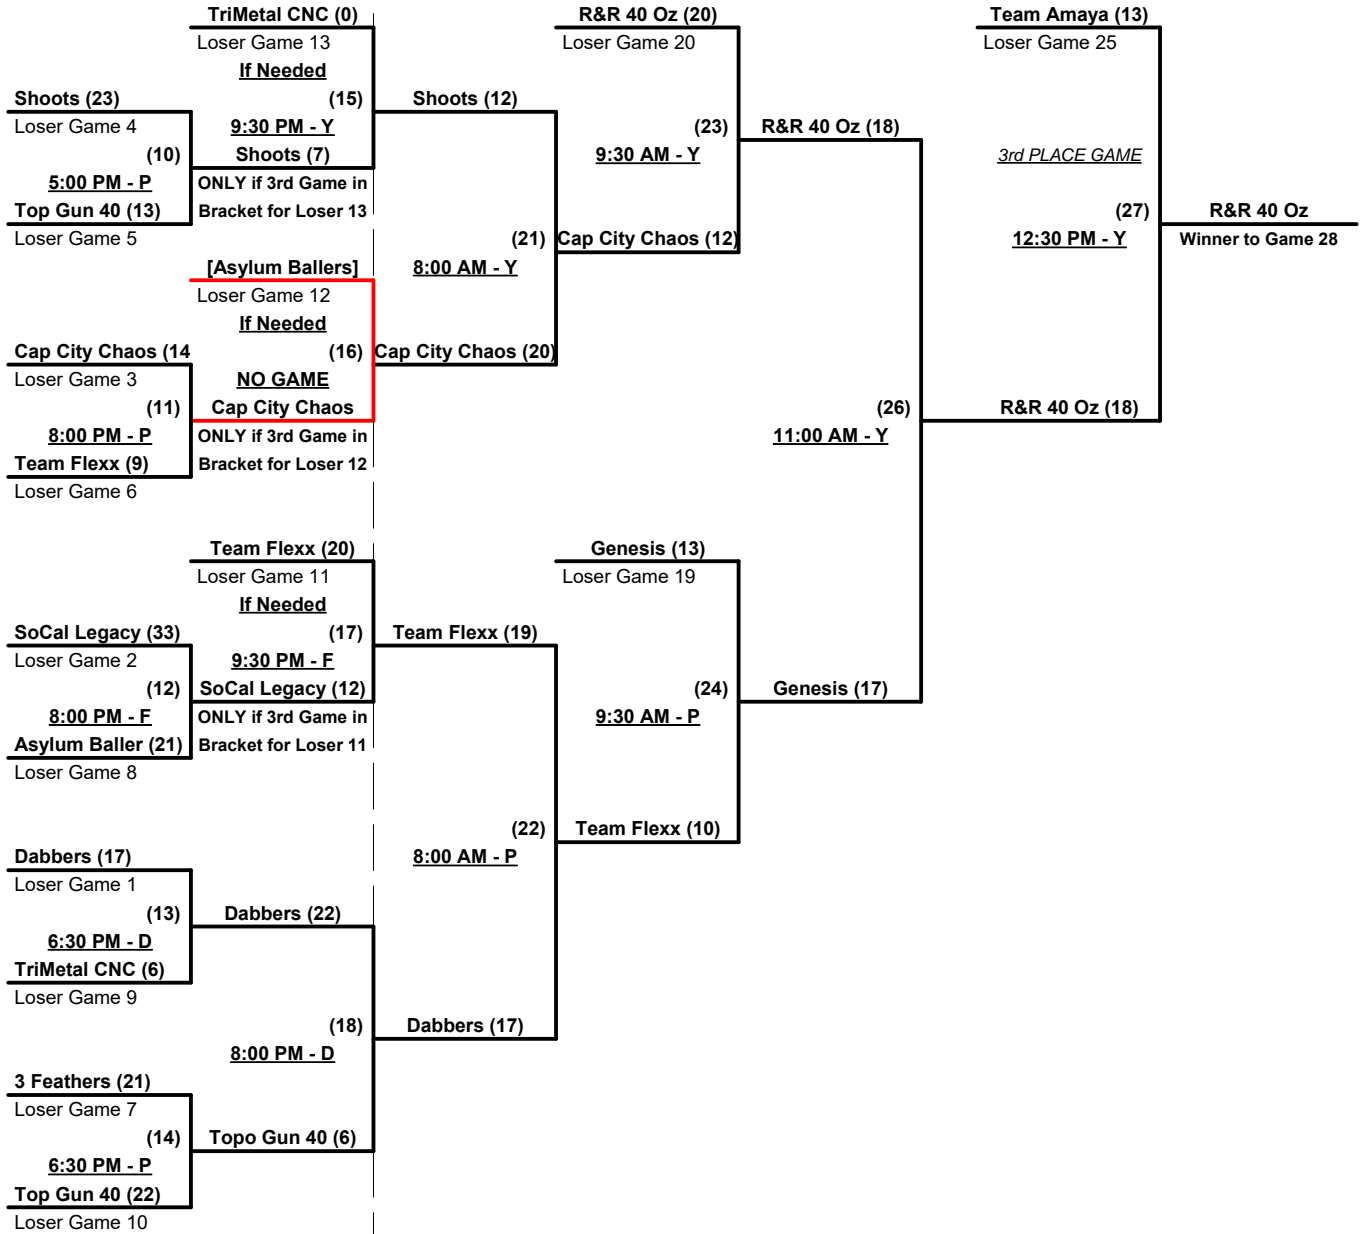 TriMetal CNC (0)
R&R 40 Oz (20)
Team Amaya (13)
Loser Game 13
Loser Game 20
Loser Game 25
If Needed
Shoots (23)
(15)
Shoots (12)
Loser Game 4
9:30 PM - Y
(23)
R&R 40 Oz (18)
(10)
Shoots (7)
9:30 AM - Y
3rd PLACE GAME
5:00 PM - P
ONLY if 3rd Game in
Top Gun 40 (13)
Bracket for Loser 13
(27)
R&R 40 Oz
Loser Game 5
(21)
Cap City Chaos (12)
12:30 PM - Y
Winner to Game 28
[Asylum Ballers]
8:00 AM - Y
Loser Game 12
If Needed
Cap City Chaos (14
(16)
Cap City Chaos (20)
Loser Game 3
NO GAME
(11)
Cap City Chaos
(26)
R&R 40 Oz (18)
8:00 PM - P
ONLY if 3rd Game in
11:00 AM - Y
Team Flexx (9)
Bracket for Loser 12
Loser Game 6
Team Flexx (20)
Genesis (13)
Loser Game 11
Loser Game 19
If Needed
SoCal Legacy (33)
(17)
Team Flexx (19)
Loser Game 2
9:30 PM - F
(12)
SoCal Legacy (12)
(24)
Genesis (17)
8:00 PM - F
ONLY if 3rd Game in
9:30 AM - P
Asylum Baller (21)
Bracket for Loser 11
Loser Game 8
(22)
Team Flexx (10)
Dabbers (17)
8:00 AM - P
Loser Game 1
(13)
Dabbers (22)
6:30 PM - D
TriMetal CNC (6)
Loser Game 9
(18)
Dabbers (17)
8:00 PM - D
3 Feathers (21)
Loser Game 7
(14)
Topo Gun 40 (6)
6:30 PM - P
Top Gun 40 (22)
Loser Game 10